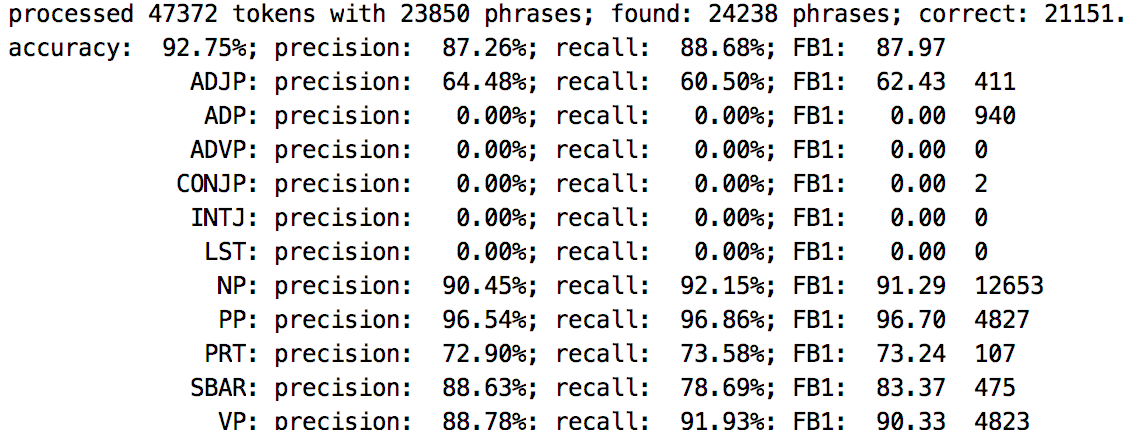 processed 47372 tokens with 23850 phrases; found: 24238 phrases; correct: 21151.
accuracy:  92.75%; precision:  87.26%; recall:  88.68%; FB1:  87.97
ADJP: precision:  64.48%; recall:  60.50%; FB1:  62.43  411
ADP: precision:   0.00%; recall:   0.00%; FB1:   0.00  940
ADVP: precision:   0.00%; recall:   0.00%; FB1:   0.00  0
CONJP: precision:   0.00%; recall:   0.00%; FB1:   0.00  2
INTJ: precision:   0.00%; recall:   0.00%; FB1:   0.00  0
LST: precision:   0.00%; recall:   0.00%; FB1:   0.00  0
NP: precision:  90.45%; recall:  92.15%; FB1:  91.29  12653
PP: precision:  96.54%; recall:  96.86%; FB1:  96.70  4827
PRT: precision:  72.90%; recall:  73.58%; FB1:  73.24  107
SBAR: precision:  88.63%; recall:  78.69%; FB1:  83.37  475
VP: precision:  88.78%; recall:  91.93%; FB1:  90.33  4823